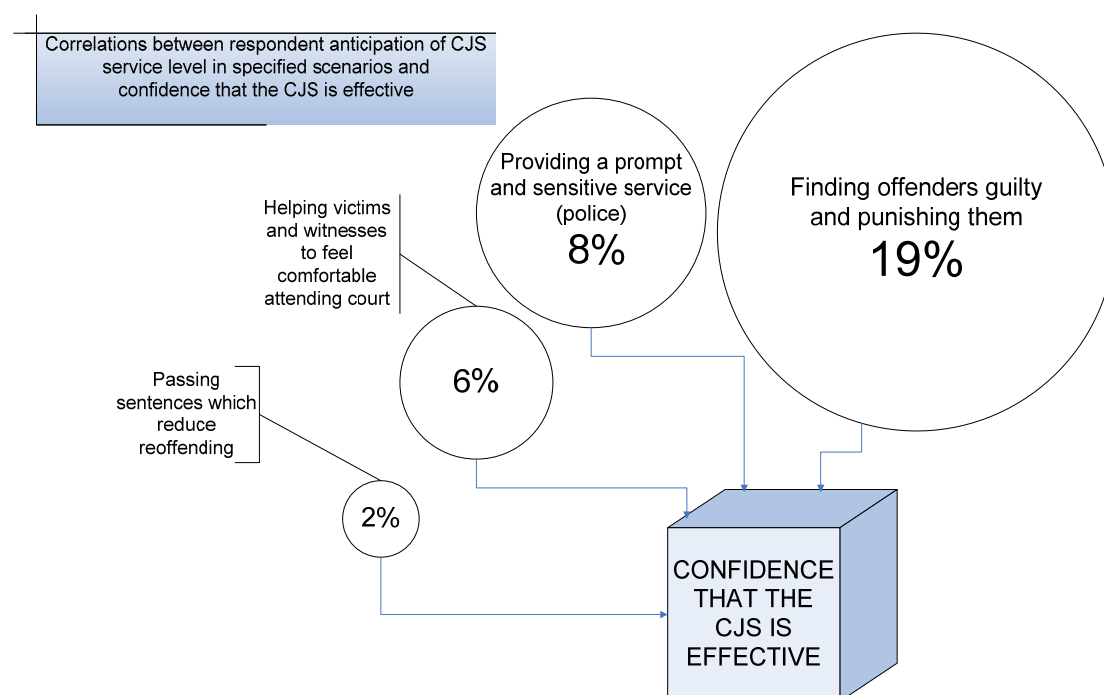 Correlations between respondent anticipation of CJS
service level in specified scenarios and
confidence that the CJS is effective
Providing a prompt
and sensitive service
(police)
8%
Finding offenders guilty
and punishing them
19%
Helping victims
and witnesses
to feel
comfortable
attending court
6%
Passing
sentences which
reduce
reoffending
2%
CONFIDENCE
THAT THE
CJS IS
EFFECTIVE